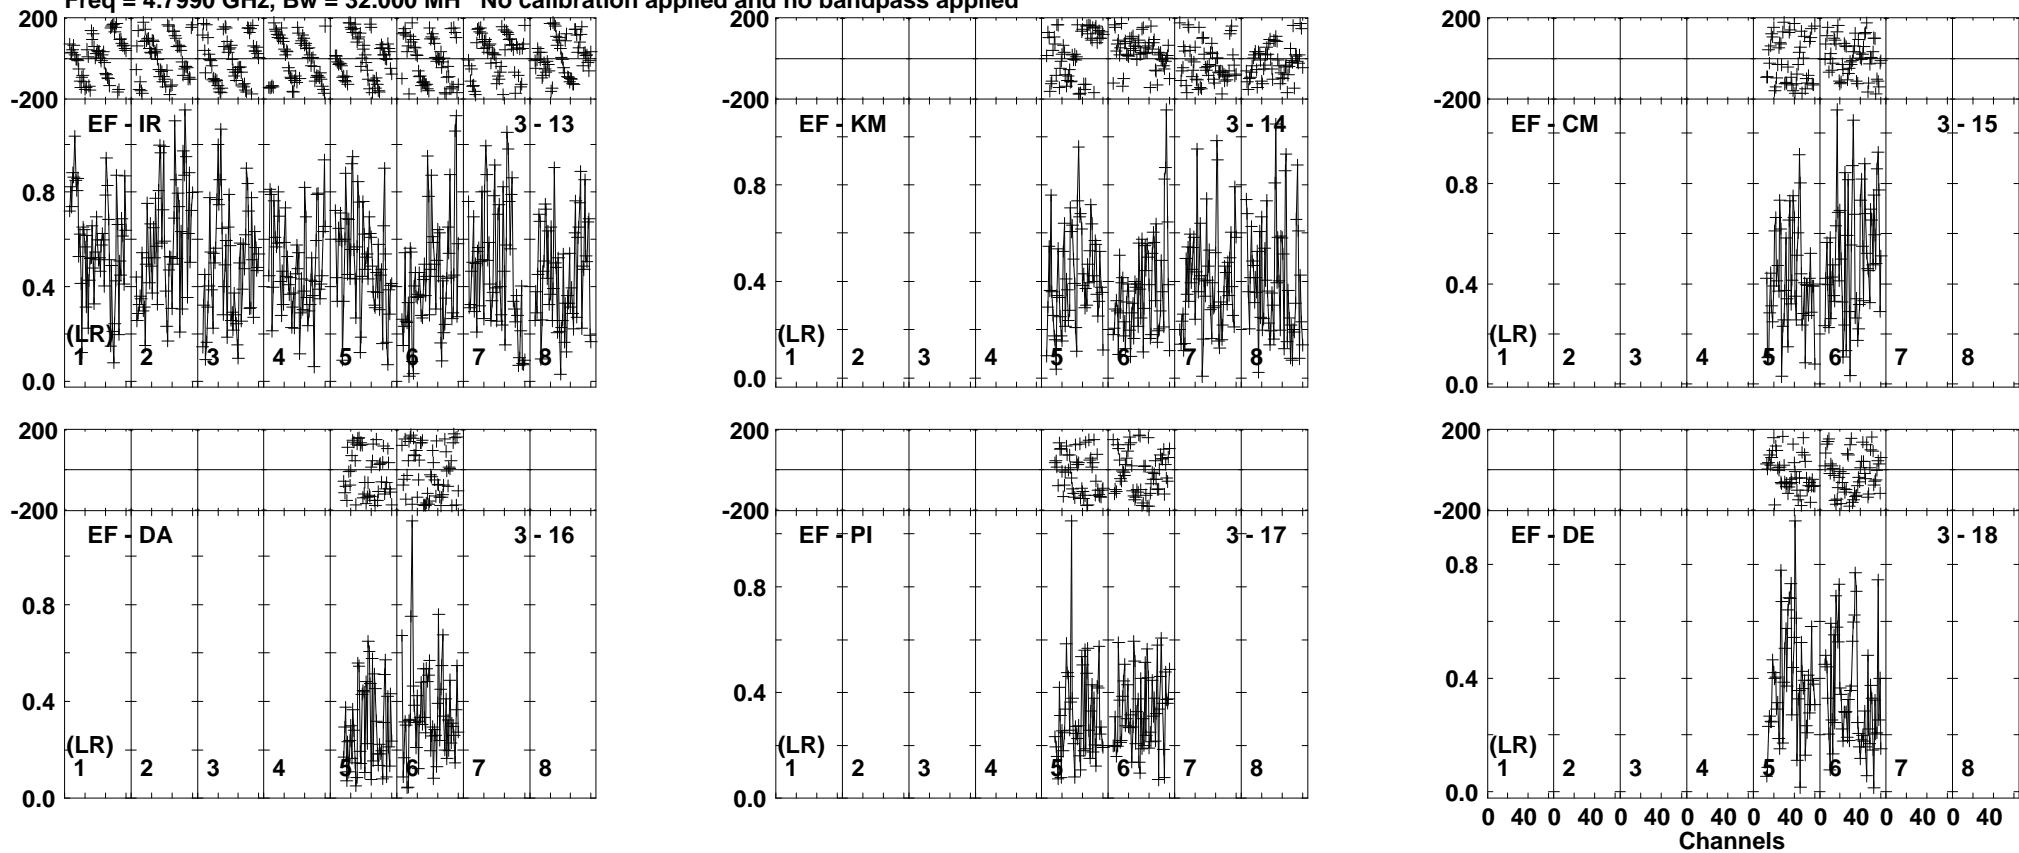 Freq = 4.7990 GHz, Bw = 32.000 MH No calibration applied and no bandpass applied
200
-200
EF - IR
3 - 13
0.8
0.4
0.0
(LR)
1 2 3 4 5 6 7 8
200
-200
EF - KM
3 - 14
0.8
0.4
0.0
(LR)
1 2 3 4 5 6 7 8
200
-200
EF - CM
3 - 15
0.8
0.4
0.0
(LR)
1 2 3 4 5 6 7 8
200
-200
EF - DA
3 - 16
0.8
0.4
0.0
(LR)
1 2 3 4 5 6 7 8
200
-200
EF - PI
3 - 17
0.8
0.4
0.0
(LR)
1 2 3 4 5 6 7 8
200
-200
EF - DE
3 - 18
0.8
0.4
0.0
(LR)
1 2 3 4 5 6 7 8
0 40 0 40 0 40 0 40 0 40 0 40 0 40 0 40
Channels